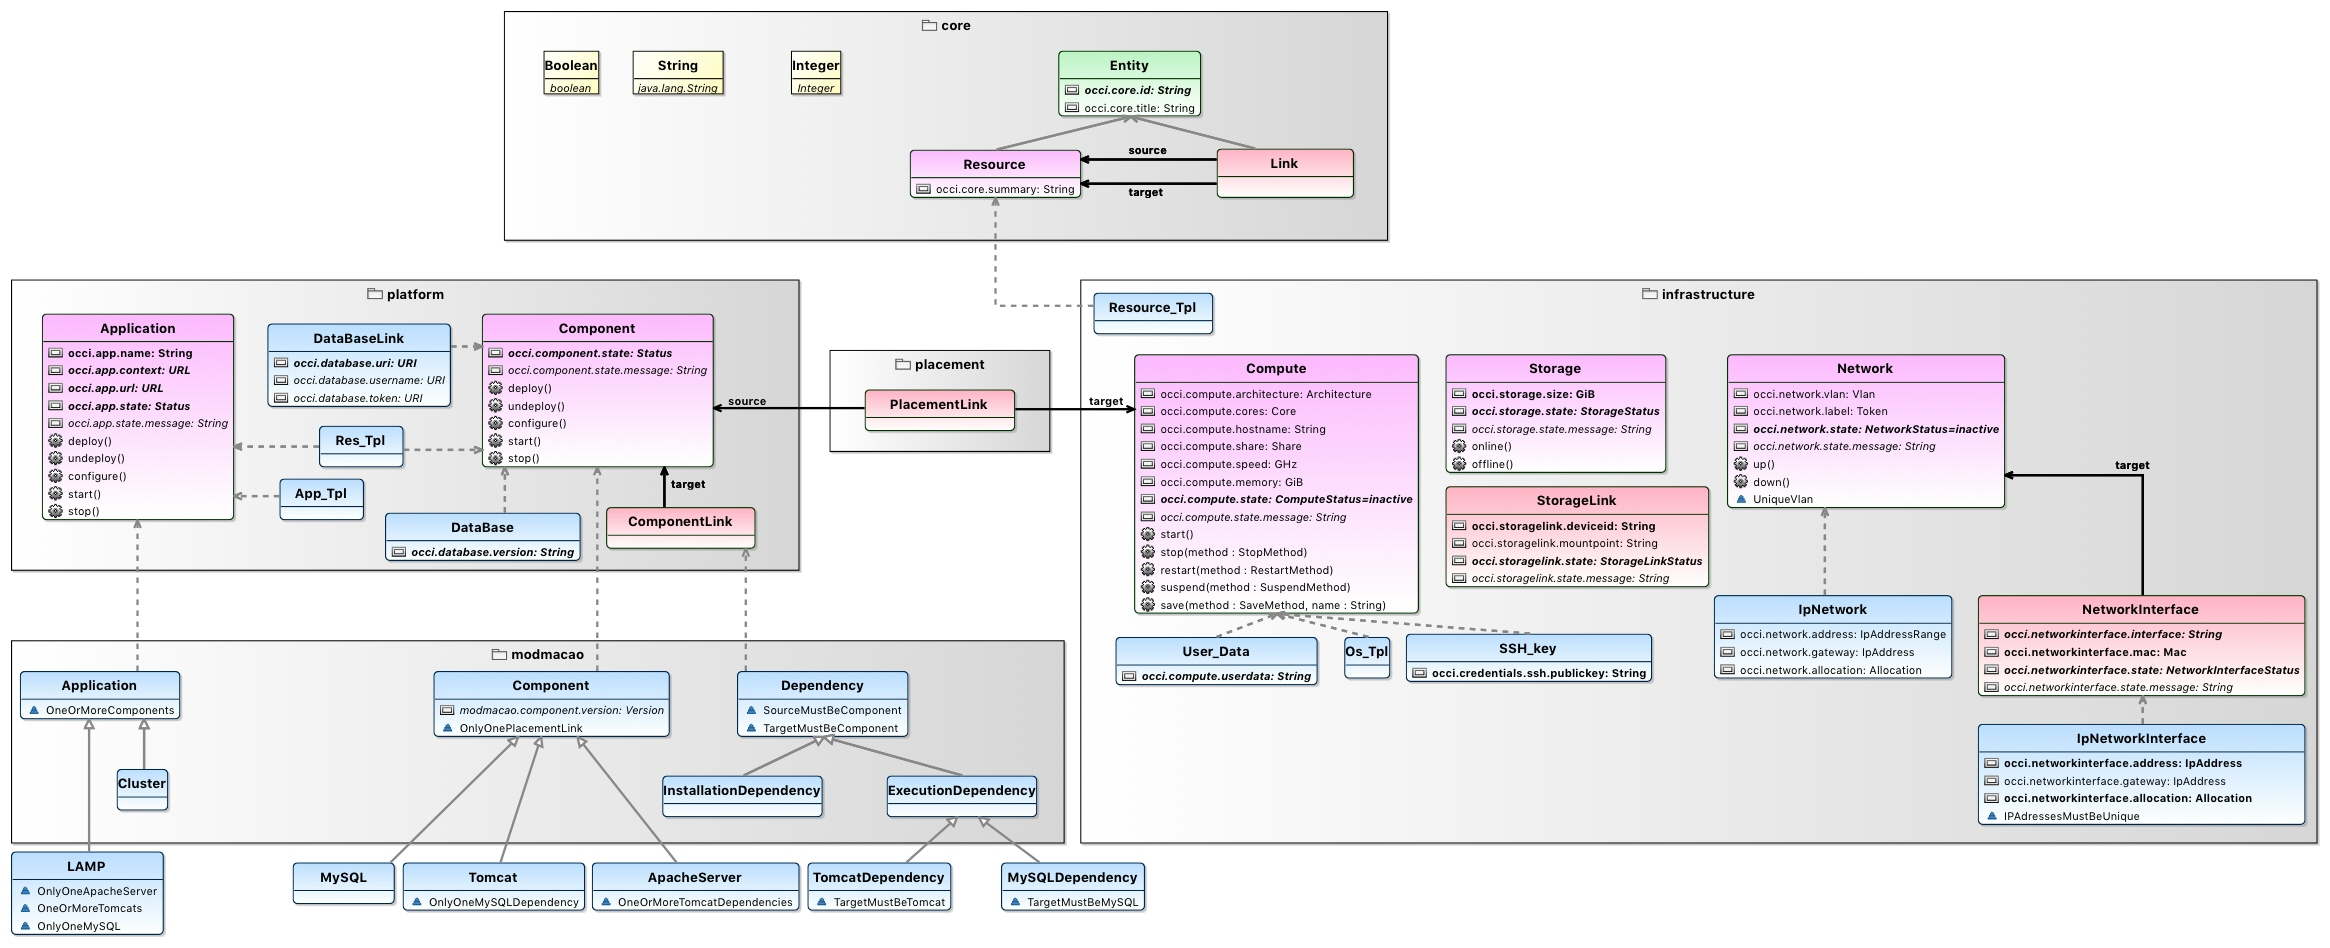 core
Boolean
boolean
String
java.lang.String
Integer
Integer
Entity
occi.core.id: String
occi.core.title: String
Resource
occi.core.summary: String
source
target
Link
platform
Application
occi.app.name: String
occi.app.context: URL
occi.app.url: URL
occi.app.state: Status
occi.app.state.message: String
deploy()
undeploy()
configure()
start()
stop()
DataBaseLink
occi.database.uri: URI
occi.database.username: URI
occi.database.token: URI
Res_Tpl
App_Tpl
Component
occi.component.state: Status
occi.component.state.message: String
deploy()
undeploy()
configure()
start()
stop()
DataBase
occi.database.version: String
target
ComponentLink
source
placement
PlacementLink
target
infrastructure
Resource_Tpl
Compute
occi.compute.architecture: Architecture
occi.compute.cores: Core
occi.compute.hostname: String
occi.compute.share: Share
occi.compute.speed: GHz
occi.compute.memory: GiB
occi.compute.state: ComputeStatus=inactive
occi.compute.state.message: String
start()
stop(method : StopMethod)
restart(method : RestartMethod)
suspend(method : SuspendMethod)
save(method : SaveMethod, name : String)
Storage
occi.storage.size: GiB
occi.storage.state: StorageStatus
occi.storage.state.message: String
online()
offline()
StorageLink
occi.storagelink.deviceid: String
occi.storagelink.mountpoint: String
occi.storagelink.state: StorageLinkStatus
occi.storagelink.state.message: String
Network
occi.network.vlan: Vlan
occi.network.label: Token
occi.network.state: NetworkStatus=inactive
occi.network.state.message: String
up()
down()
UniqueVlan
target
User_Data
occi.compute.userdata: String
Os_Tpl
SSH_key
occi.credentials.ssh.publickey: String
IpNetwork
occi.network.address: IpAddressRange
occi.network.gateway: IpAddress
occi.network.allocation: Allocation
NetworkInterface
occi.networkinterface.interface: String
occi.networkinterface.mac: Mac
occi.networkinterface.state: NetworkInterfaceStatus
occi.networkinterface.state.message: String
IpNetworkInterface
occi.networkinterface.address: IpAddress
occi.networkinterface.gateway: IpAddress
occi.networkinterface.allocation: Allocation
IPAdressesMustBeUnique
modmacao
Application
OneOrMoreComponents
Cluster
Component
modmacao.component.version: Version
OnlyOnePlacementLink
Dependency
SourceMustBeComponent
TargetMustBeComponent
InstallationDependency
ExecutionDependency
LAMP
OnlyOneApacheServer
OneOrMoreTomcats
OnlyOneMySQL
MySQL
Tomcat
OnlyOneMySQLDependency
ApacheServer
OneOrMoreTomcatDependencies
TomcatDependency
TargetMustBeTomcat
MySQLDependency
TargetMustBeMySQL